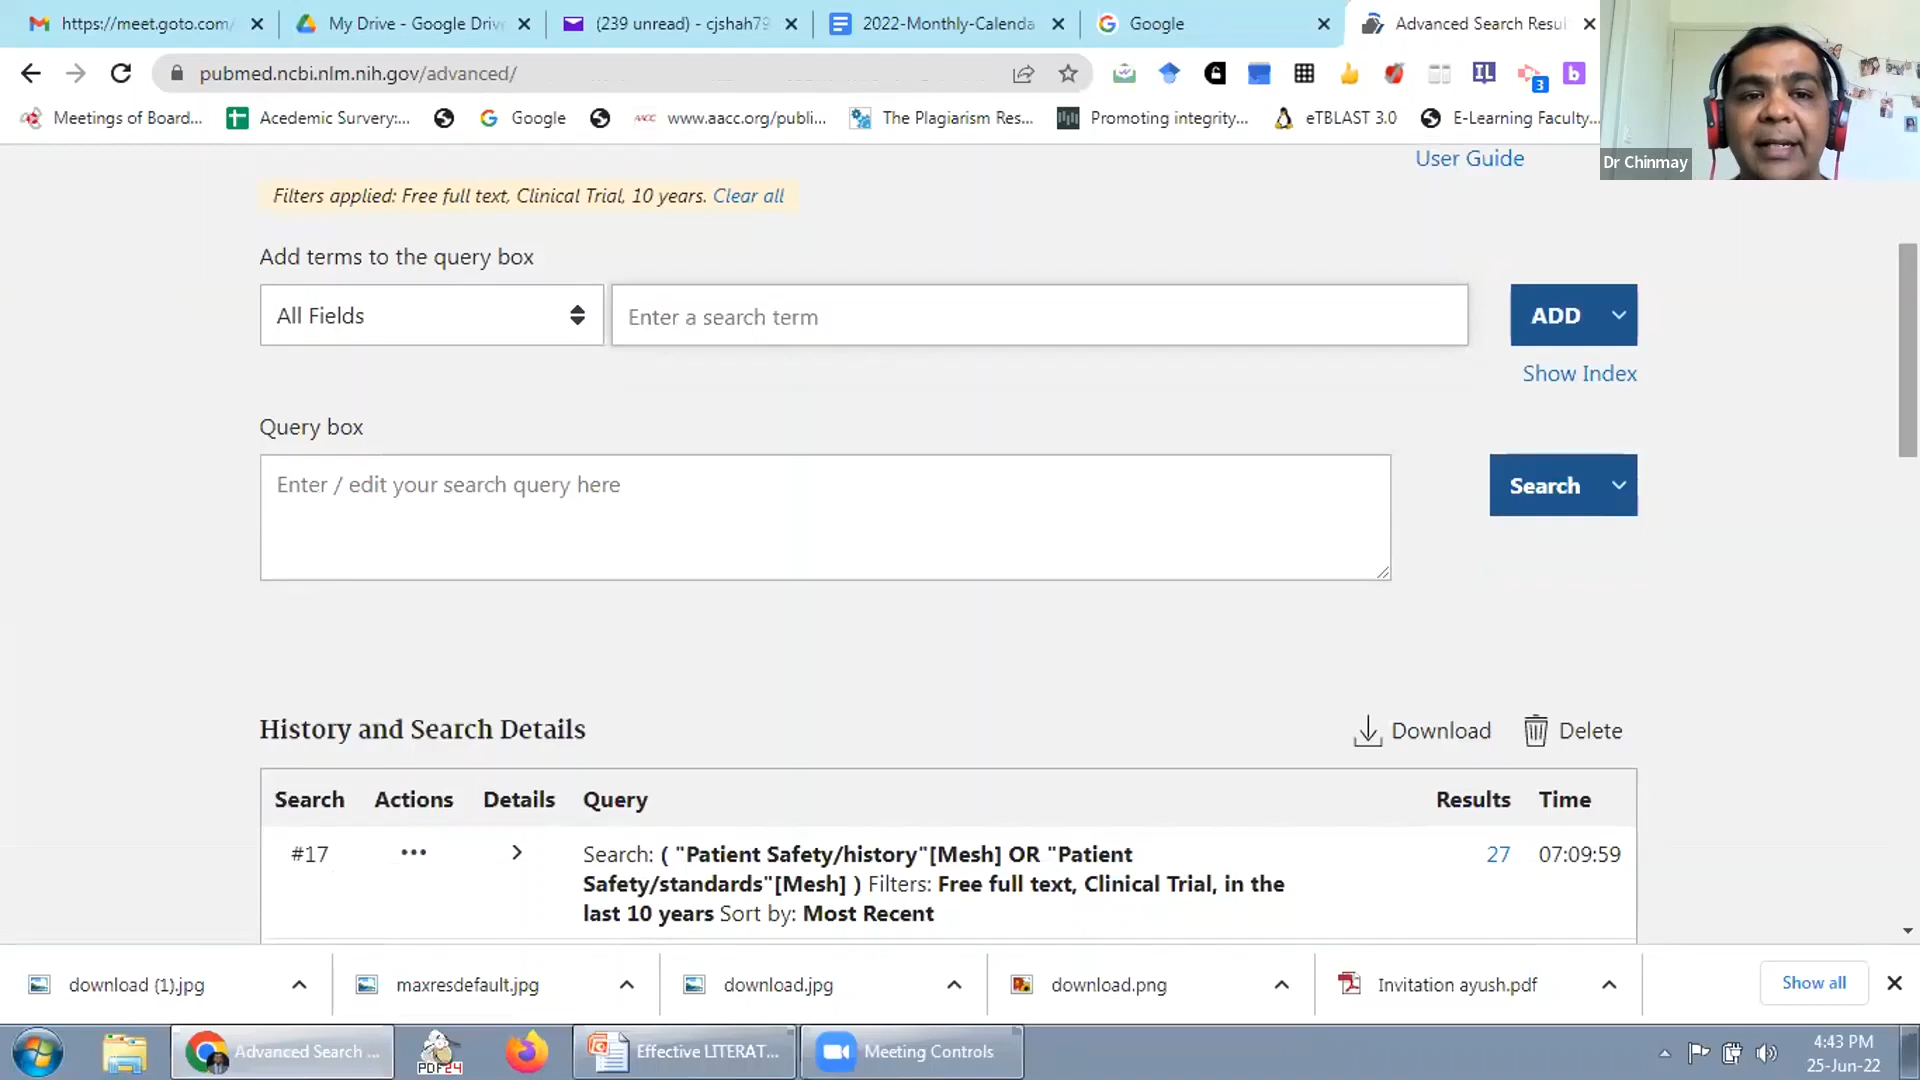 https://meet.goto.com/
My Drive - Google Driv
(239 unread) - cjshah79
2022-Monthly-Calenda
Google
Advanced Search Resul
pubmed.ncbi.nlm.nih.gov/advanced/
3
Meetings of Board...
Acedemic Survery:...
Google
www.aacc.org/publi...
The Plagiarism Res...
Promoting integrity...
eTBLAST 3.0
E-Learning Faculty...
Dr Chinmay
User Guide
Filters applied: Free full text, Clinical Trial, 10 years. Clear all
Add terms to the query box
All Fields
Enter a search term
ADD
Show Index
Query box
Enter / edit your search query here
Search
History and Search Details
Download
Delete
Search Actions Details Query Results Time
#17 ••• Search: ( "Patient Safety/history"[Mesh] OR "Patient 27 07:09:59
Safety/standards"[Mesh] ) Filters: Free full text, Clinical Trial, in the
last 10 years Sort by: Most Recent
download (1).jpg
maxresdefault.jpg
download.jpg
download.png
Invitation ayush.pdf
Show all
Advanced Search ...
PDF24
Effective LITERAT...
Meeting Controls
4:43 PM
25-Jun-22